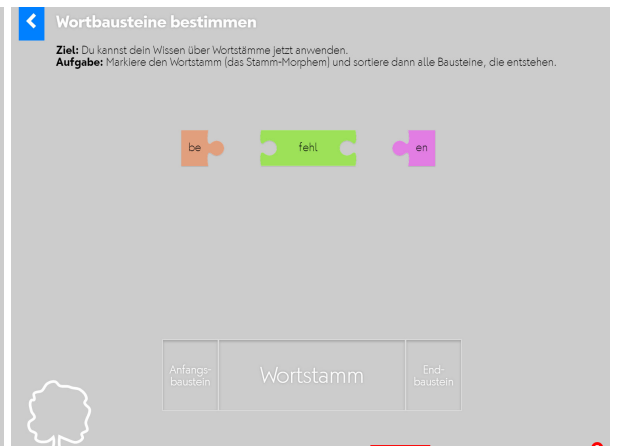 Wortbausteine bestimmen
Ziel: Du kannst dein Wissen über Wortstämme jetzt anwenden.
Aufgabe: Markiere den Wortstamm (das Stamm-Morphem) und sortiere dann alle Bausteine, die entstehen.
be fehl en
Anfangs-
baustein
Wortstamm
End-
baustein